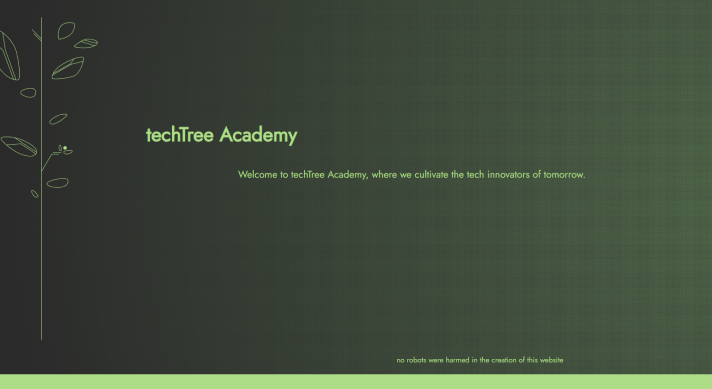 techTree Academy
Welcome to techTree Academy, where we cultivate the tech innovators of tomorrow.
no robots were harmed in the creation of this website